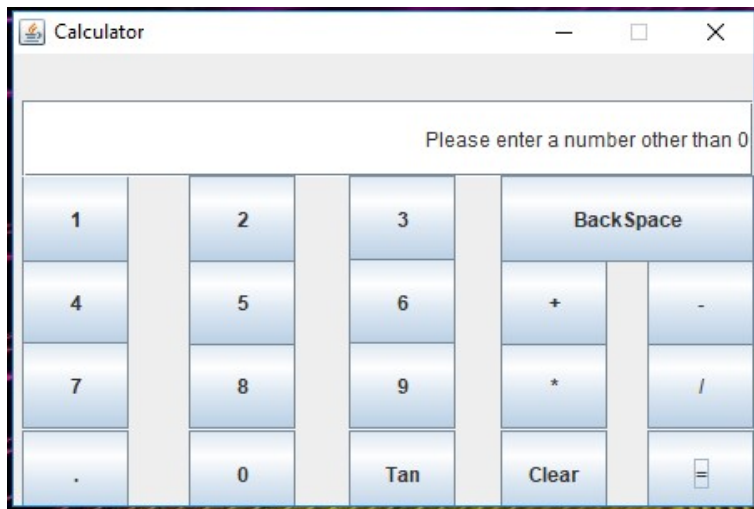 Calculator
Please enter a number other than 0
1 2 3 BackSpace
4 5 6 + -
7 8 9 * /
. 0 Tan Clear =